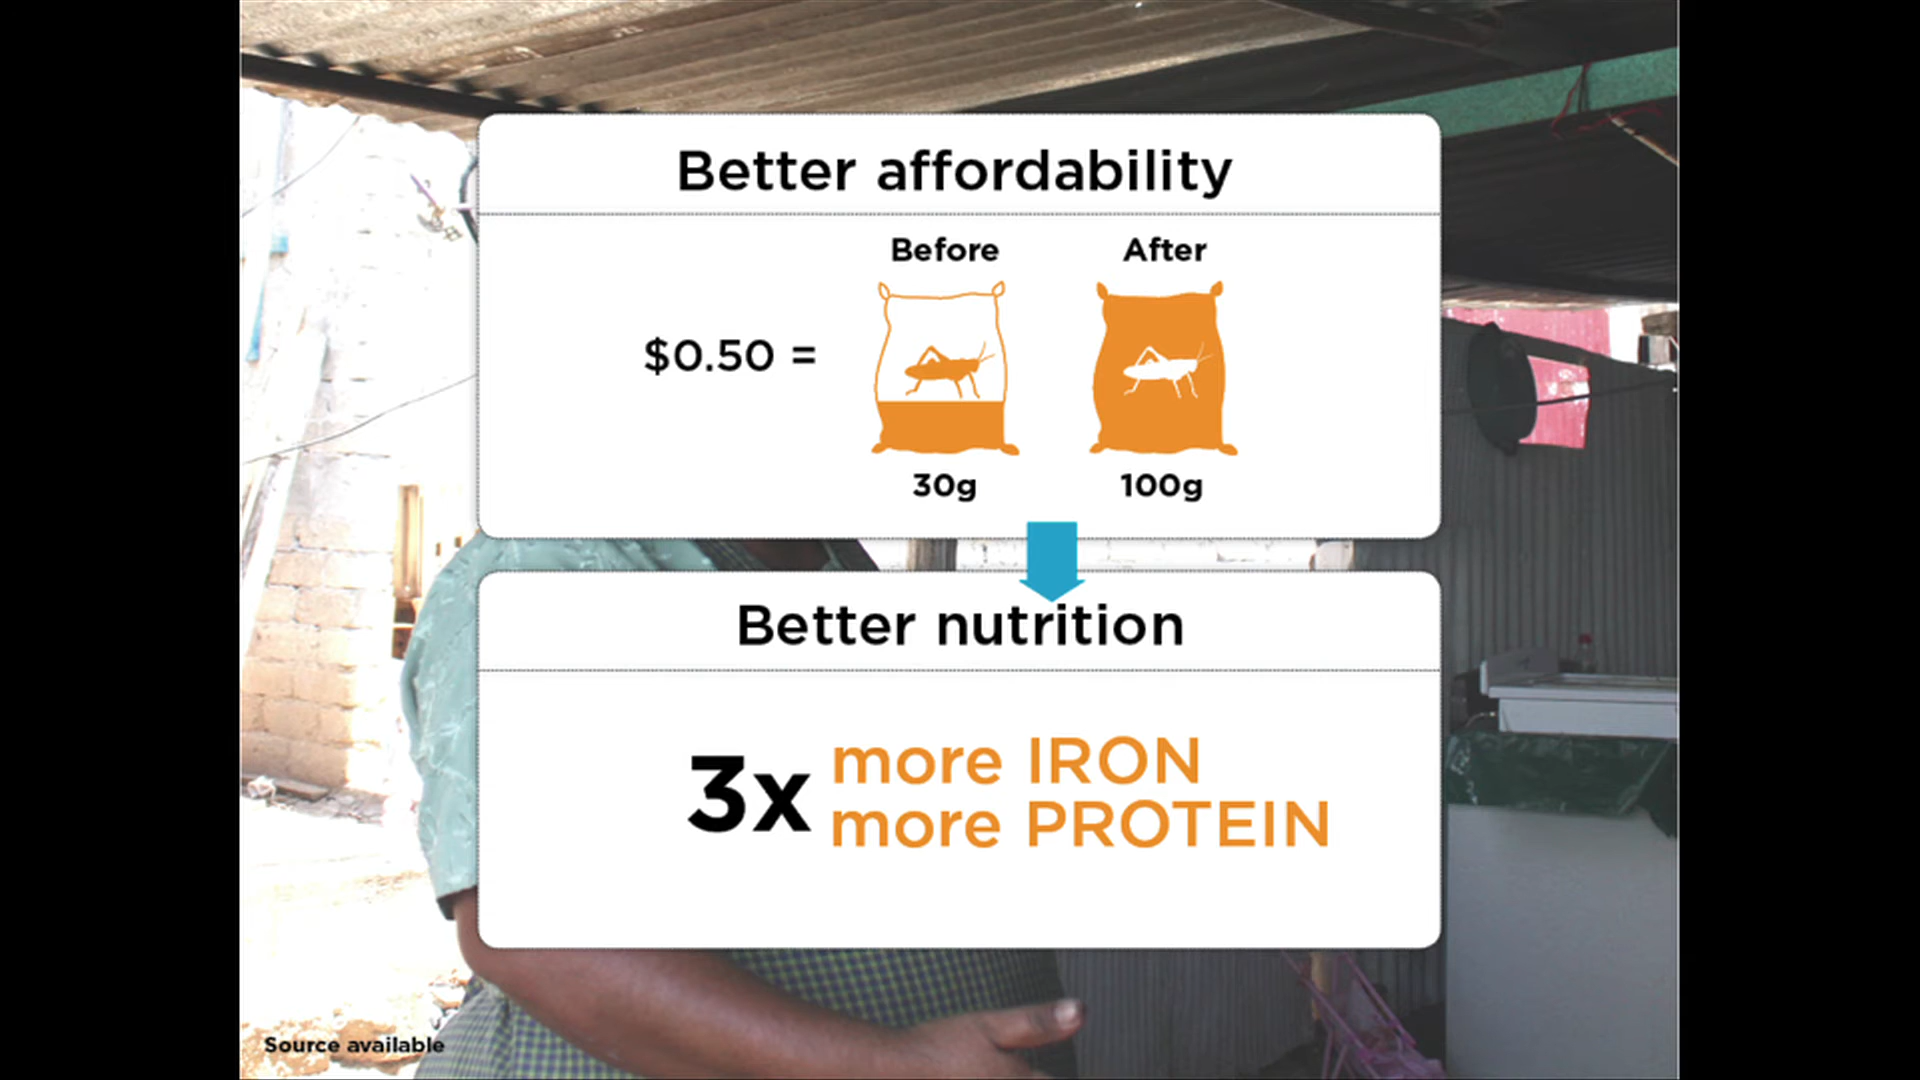 Better affordability
Before After
$0.50 =
30g 100g
Better nutrition
3x more IRON
more PROTEIN
Source available